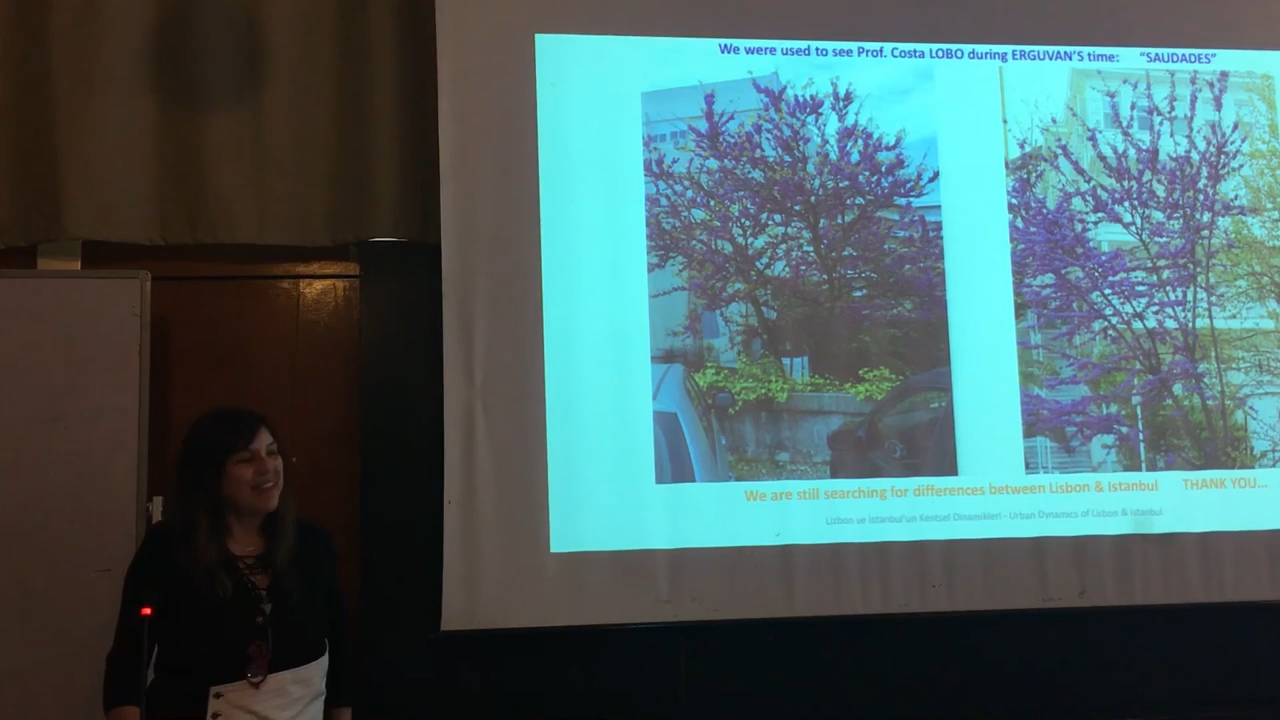 We were used to see Prof. Costa LOBO during ERGUVAN'S time: "SAUDADES"
We are still searching for differences between Lisbon & Istanbul THANK YOU...
Lizbon ve İstanbul'un Kentsel Dinamikleri - Urban Dynamics of Lisbon & Istanbul